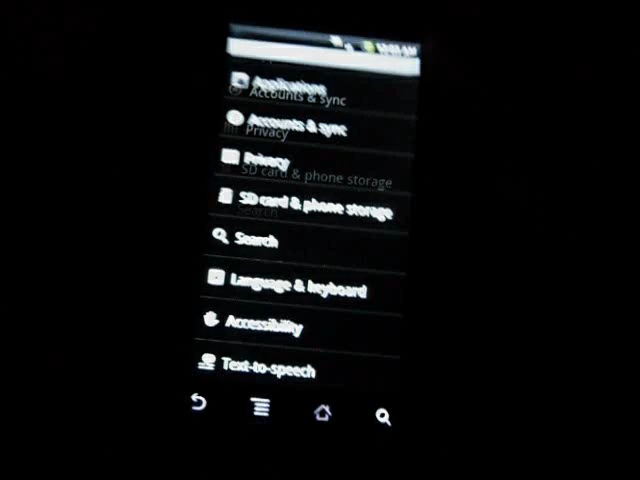 Applications
Accounts & sync
Accounts & sync
Privacy
Privacy
SD card & phone storage
SD card & phone storage
Search
Search
Language & keyboard
Accessibility
Text-to-speech